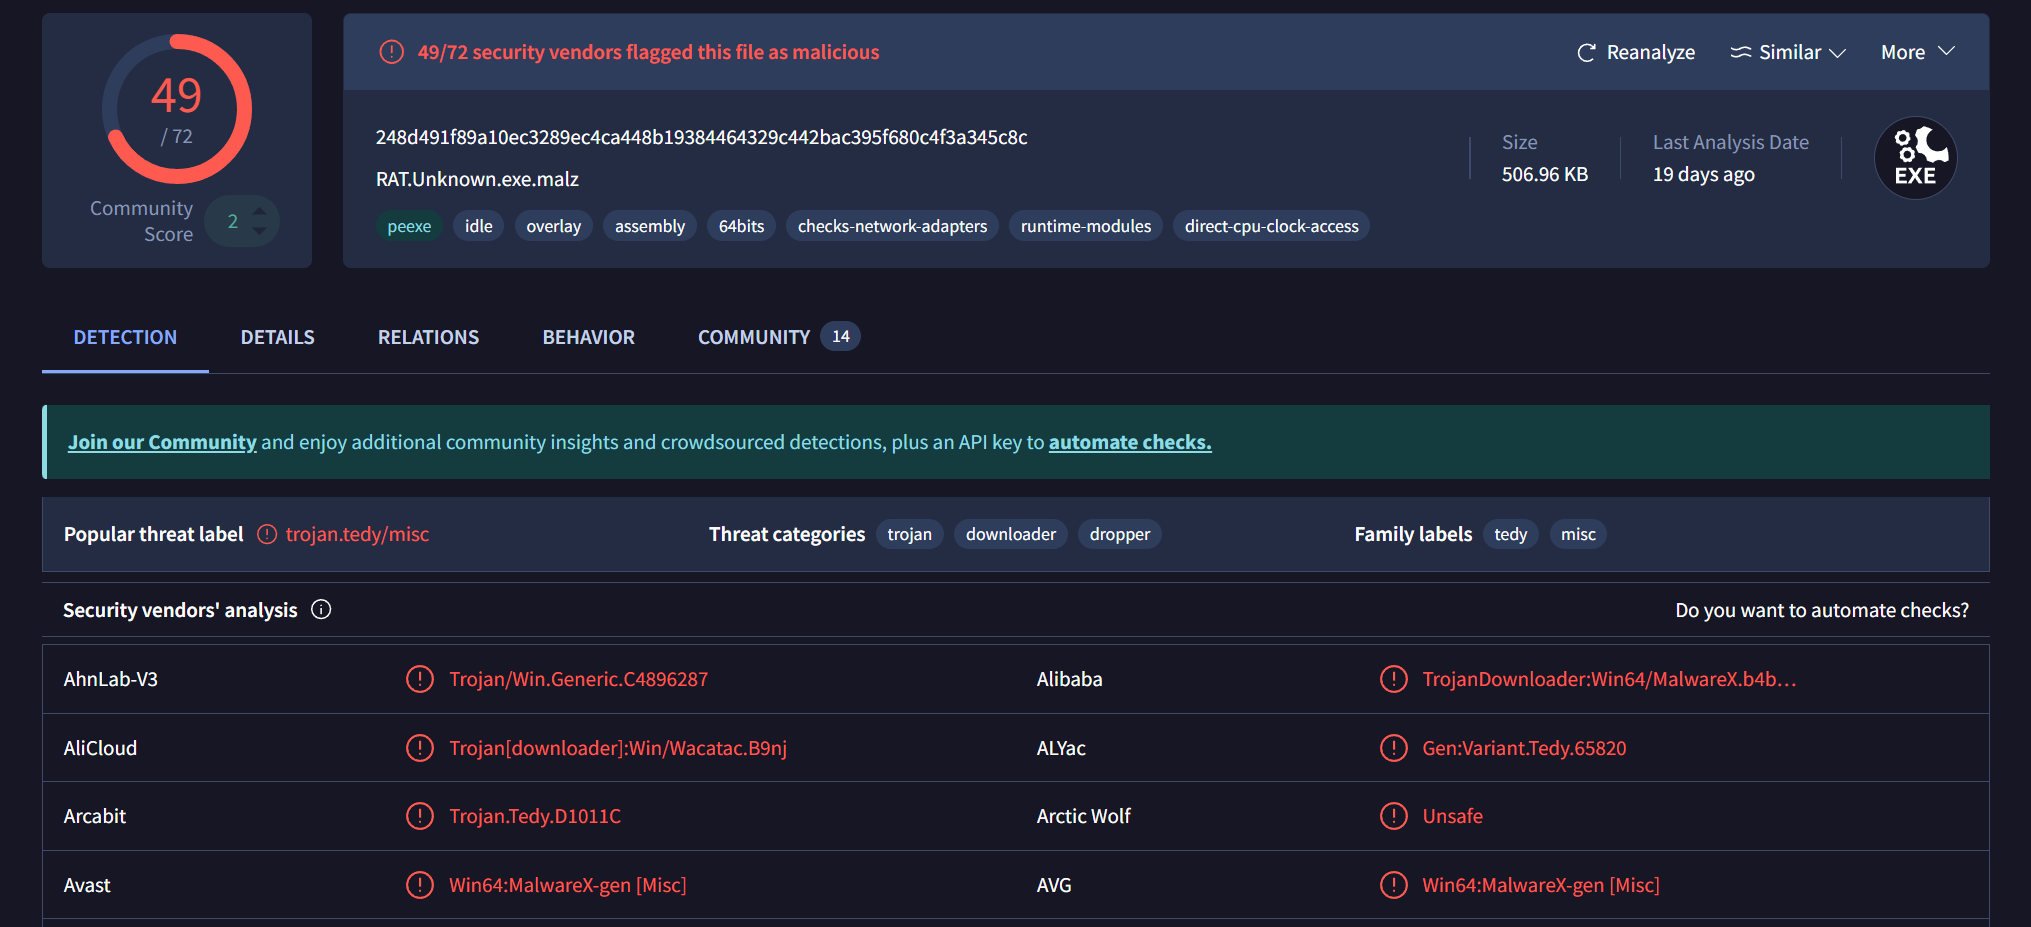 49
/ 72
Community Score
2
49/72 security vendors flagged this file as malicious
Reanalyze
Similar
More
248d491f89a10ec3289ec4ca448b19384464329c442bac395f680c4f3a345c8c
RAT.Unknown.exe.malz
Size
506.96 KB
Last Analysis Date
19 days ago
EXE
peexe idle overlay assembly 64bits checks-network-adapters runtime-modules direct-cpu-clock-access
DETECTION DETAILS RELATIONS BEHAVIOR COMMUNITY 14
Join our Community and enjoy additional community insights and crowdsourced detections, plus an API key to automate checks.
Popular threat label trojan.tedy/misc Threat categories trojan downloader dropper Family labels tedy misc
Security vendors' analysis Do you want to automate checks?
AhnLab-V3 Trojan/Win.Generic.C4896287 Alibaba TrojanDownloader:Win64/MalwareX.b4b...
AliCloud Trojan[downloader]:Win/Wacatac.B9nj ALYac Gen:Variant.Tedy.65820
Arcabit Trojan.Tedy.D1011C Arctic Wolf Unsafe
Avast Win64:MalwareX-gen [Misc] AVG Win64:MalwareX-gen [Misc]